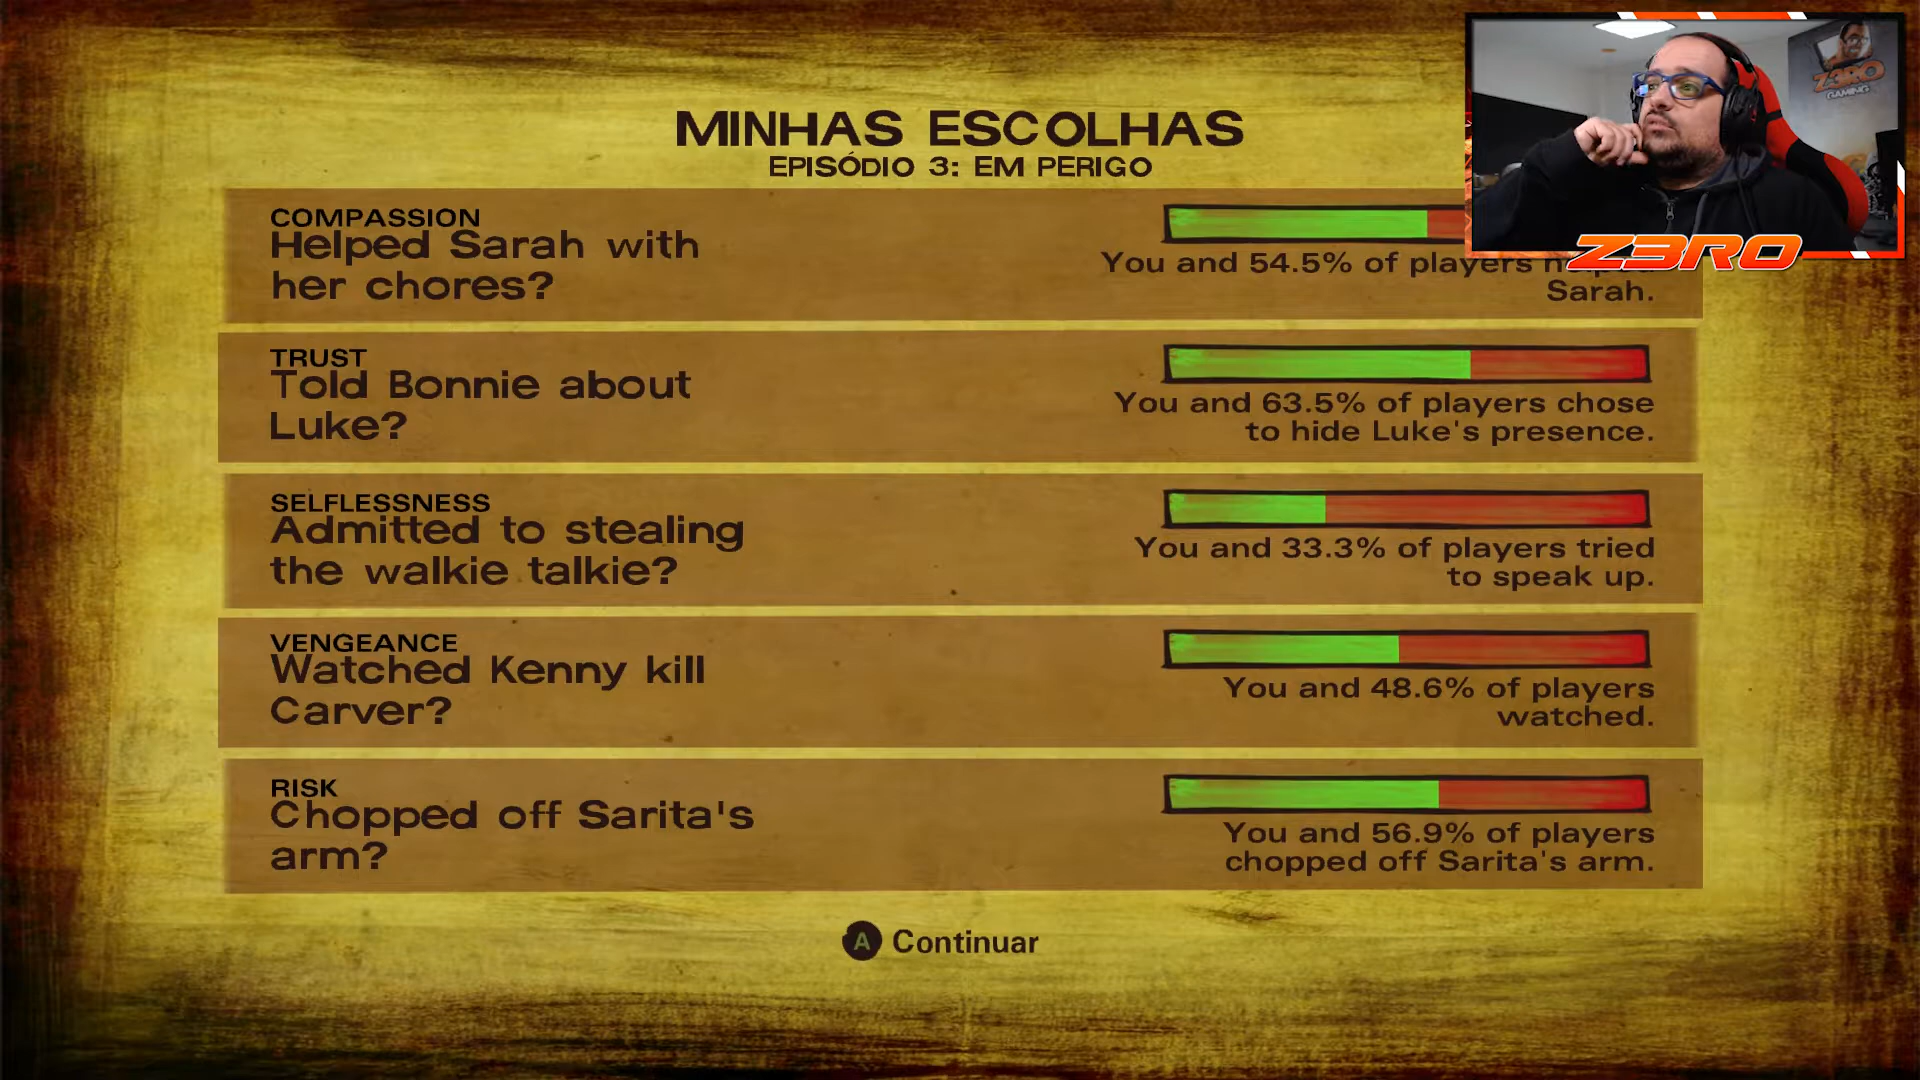 MINHAS ESCOLHAS
EPISÓDIO 3: EM PERIGO
COMPASSION
Helped Sarah with
her chores?
You and 54.5% of players
Sarah.
TRUST
Told Bonnie about
Luke?
You and 63.5% of players chose
to hide Luke's presence.
SELFLESSNESS
Admitted to stealing
the walkie talkie?
You and 33.3% of players tried
to speak up.
VENGEANCE
Watched Kenny kill
Carver?
You and 48.6% of players
watched.
RISK
Chopped off Sarita's
arm?
You and 56.9% of players
chopped off Sarita's arm.
A Continuar
Z3RO
GAMING
Z3RO